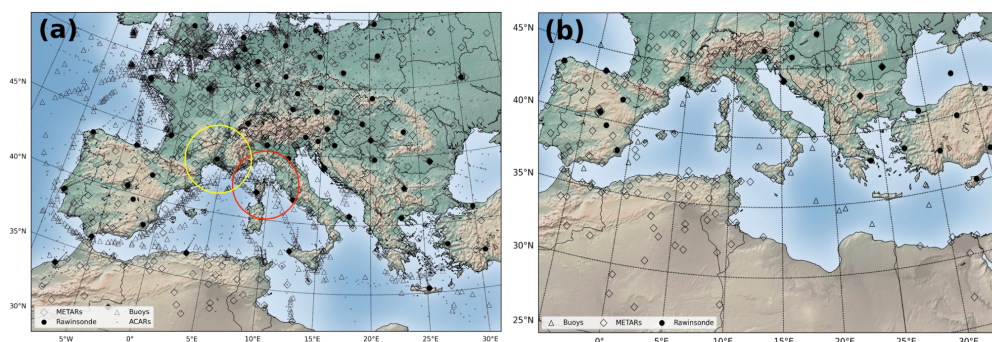 (a)
45°N
40°N
35°N
30°N
METARs
Buoys
Rawinsonde
ACARs
5°W
0°E
5°E
10°E
15°E
20°E
25°E
30°E
(b)
45°N
40°N
35°N
30°N
25°N
Buoys
METARs
Rawinsonde
0°
5°E
10°E
15°E
20°E
25°E
30°E